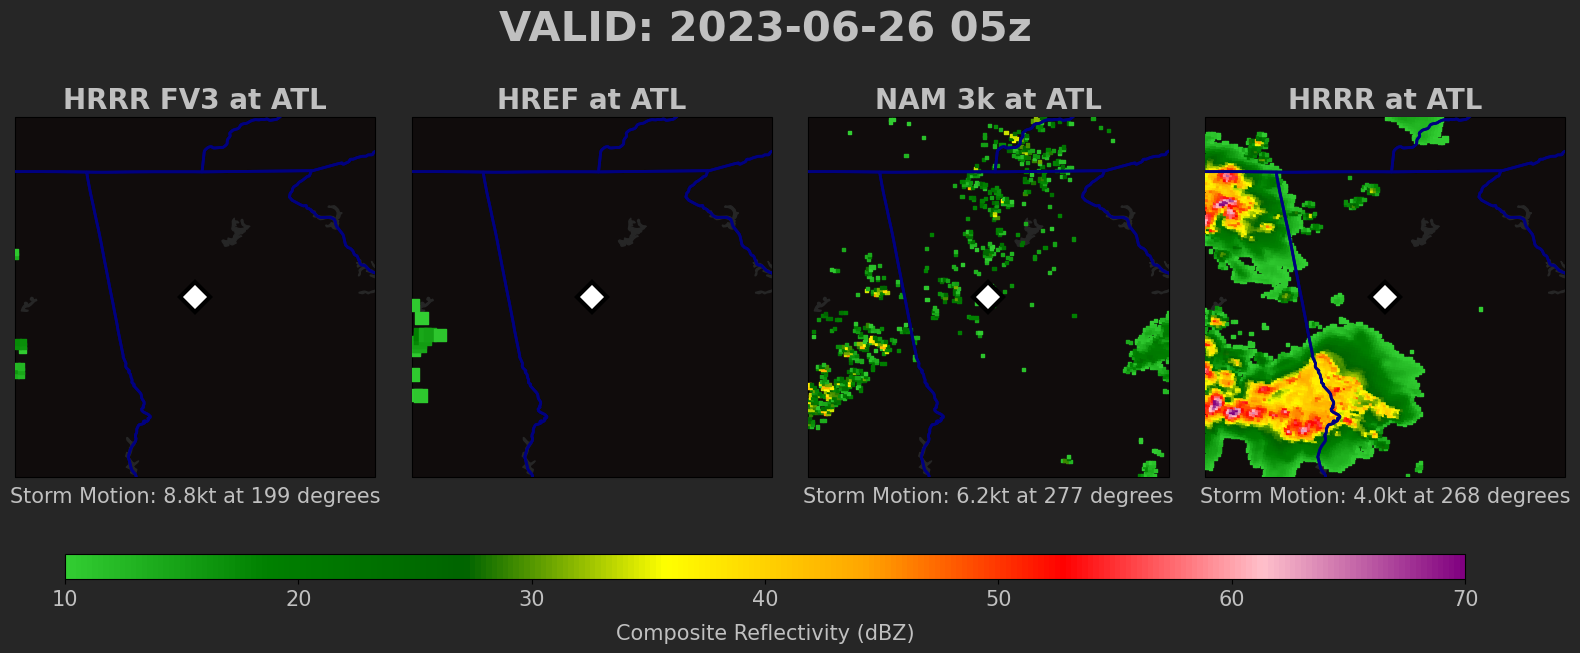 VALID: 2023-06-26 05z
HRRR FV3 at ATL
HREF at ATL
NAM 3k at ATL
HRRR at ATL
Storm Motion: 8.8kt at 199 degrees
Storm Motion: 6.2kt at 277 degrees
Storm Motion: 4.0kt at 268 degrees
10 20 30 40 50 60 70
Composite Reflectivity (dBZ)